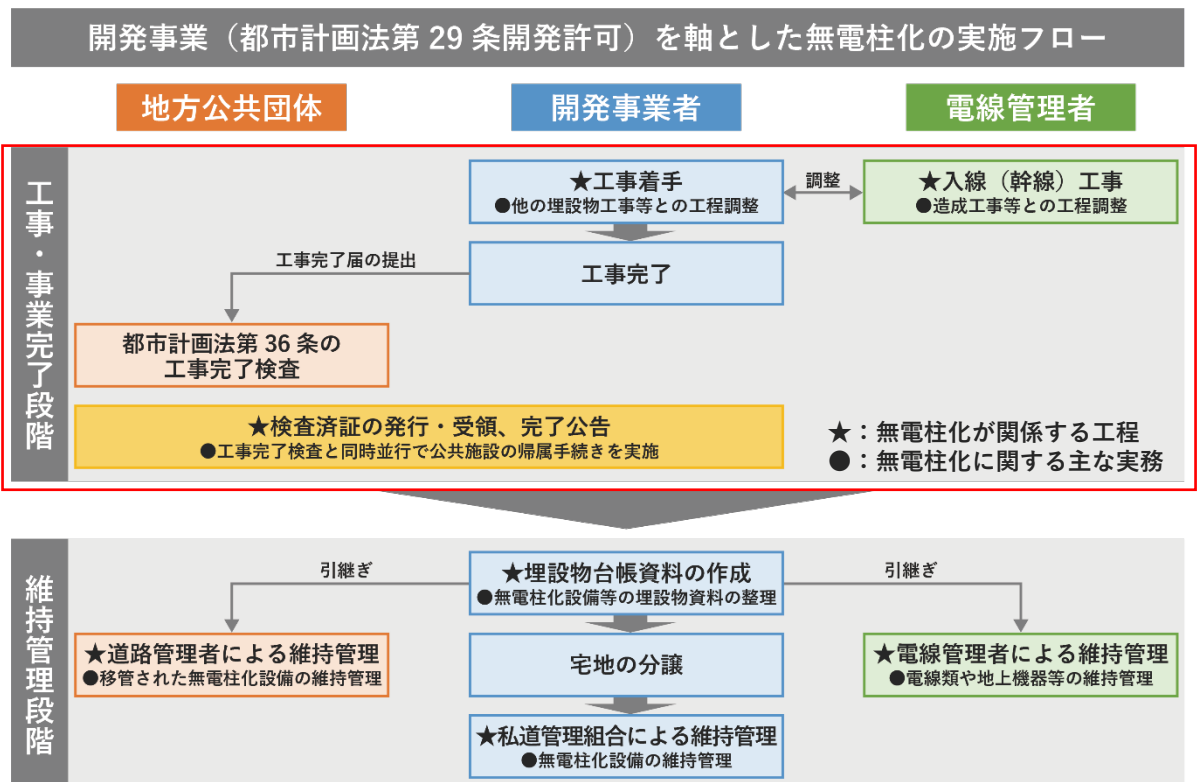 開発事業（都市計画法第 29 条開発許可）を軸とした無電柱化の実施フロー
地方公共団体
開発事業者
電線管理者
工事・事業完了段階
★工事着手
●他の埋設物工事等との工程調整
調整
★入線（幹線）工事
●造成工事等との工程調整
工事完了届の提出
工事完了
都市計画法第 36 条の
工事完了検査
★検査済証の発行・受領、完了公告
●工事完了検査と同時並行で公共施設の帰属手続きを実施
★：無電柱化が関係する工程
●：無電柱化に関する主な実務
維持管理段階
引継ぎ
★埋設物台帳資料の作成
●無電柱化設備等の埋設物資料の整理
引継ぎ
★道路管理者による維持管理
●移管された無電柱化設備の維持管理
宅地の分譲
★電線管理者による維持管理
●電線類や地上機器等の維持管理
★私道管理組合による維持管理
●無電柱化設備の維持管理